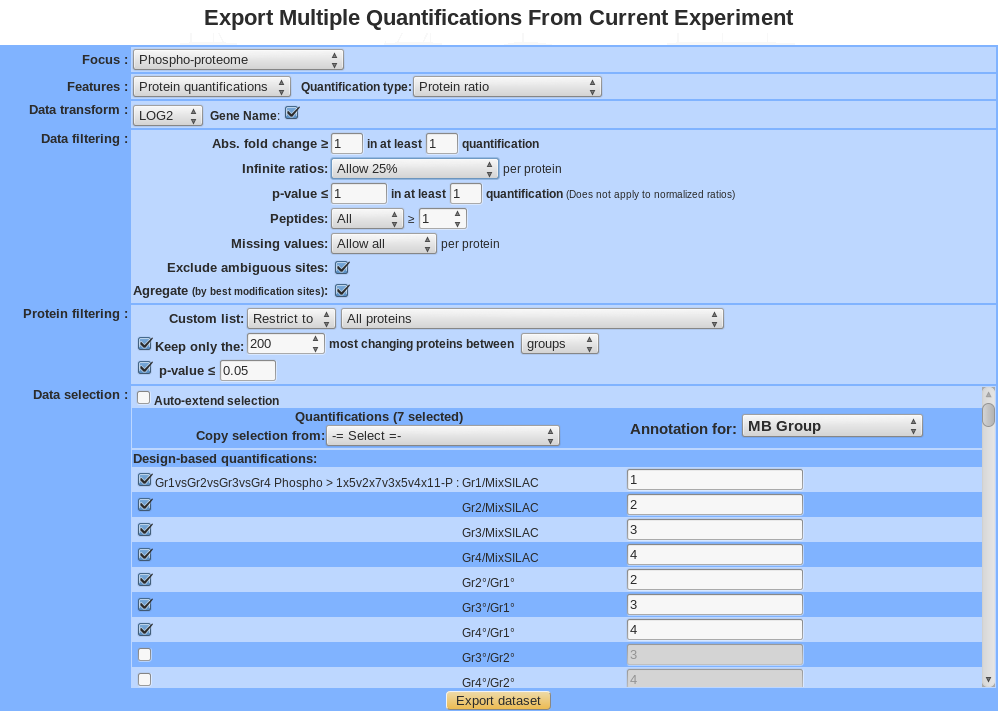 Export Multiple Quantifications From Current Experiment
Focus : Phospho-proteome
Features : Protein quantifications Quantification type: Protein ratio
Data transform : LOG2 Gene Name:
Data filtering :
Abs. fold change ≥ 1 in at least 1 quantification
Infinite ratios: Allow 25% per protein
p-value ≤ 1 in at least 1 quantification (Does not apply to normalized ratios)
Peptides: All ≥ 1
Missing values: Allow all per protein
Exclude ambiguous sites:
Agregate (by best modification sites):
Protein filtering :
Custom list: Restrict to All proteins
Keep only the: 200 most changing proteins between groups
p-value ≤ 0.05
Data selection :
Auto-extend selection
Quantifications (7 selected)
Copy selection from: -= Select =-
Annotation for: MB Group
Design-based quantifications:
Gr1vsGr2vsGr3vsGr4 Phospho > 1x5v2x7v3x5v4x11-P : Gr1/MixSILAC 1
Gr2/MixSILAC 2
Gr3/MixSILAC 3
Gr4/MixSILAC 4
Gr2°/Gr1° 2
Gr3°/Gr1° 3
Gr4°/Gr1° 4
Gr3°/Gr2° 3
Gr4°/Gr2° 4
Export dataset